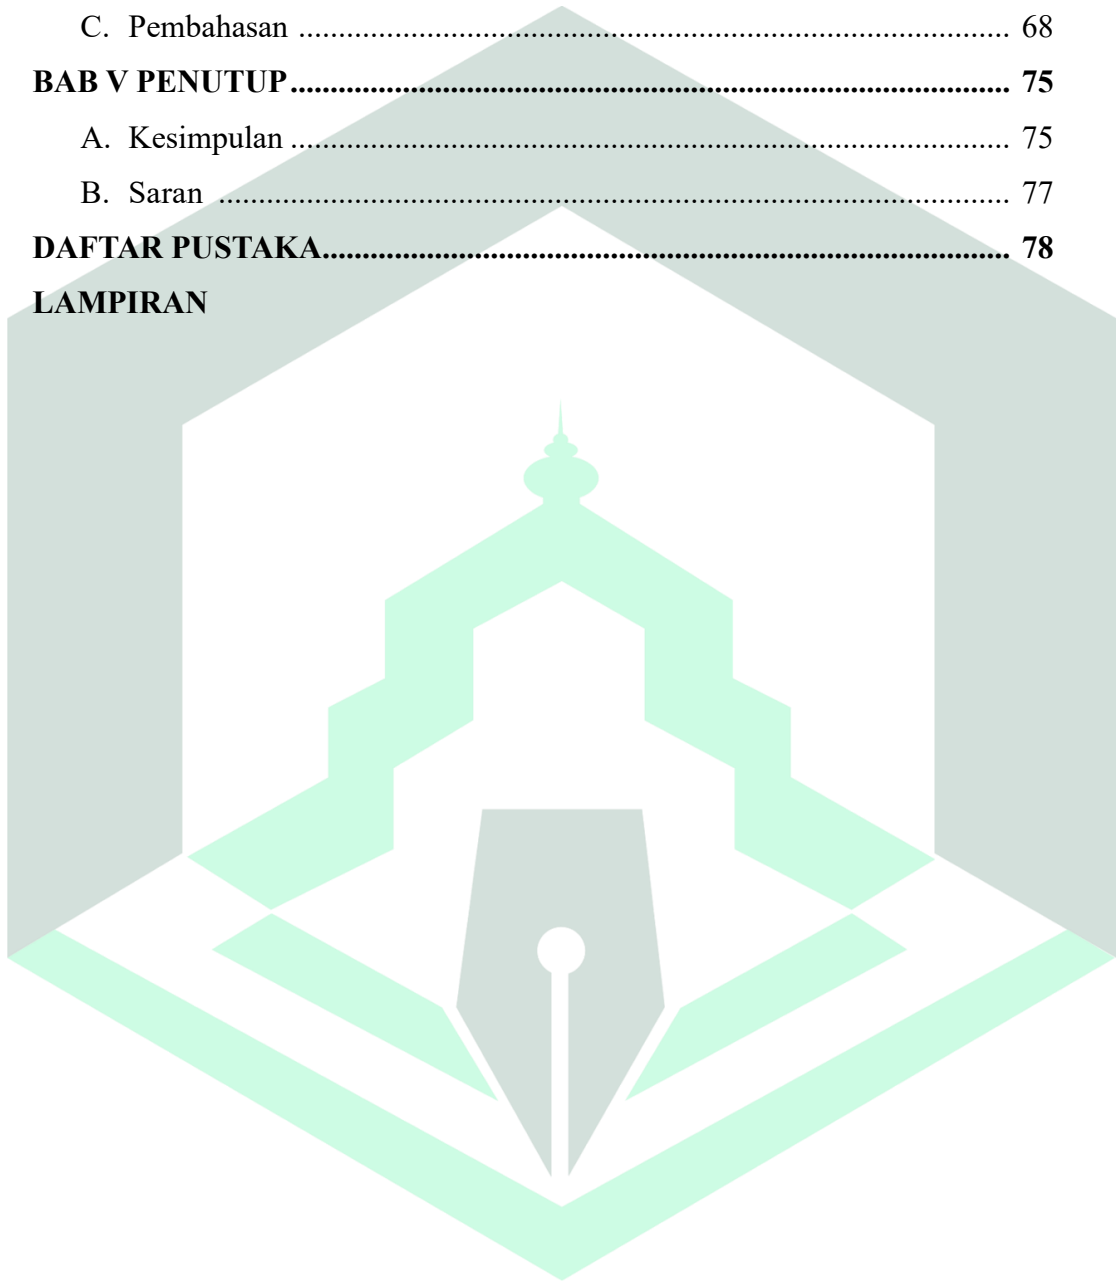 C. Pembahasan ........................................................................................ 68
BAB V PENUTUP ........................................................................................ 75
A. Kesimpulan ........................................................................................ 75
B. Saran ........................................................................................ 77
DAFTAR PUSTAKA ........................................................................................ 78
LAMPIRAN